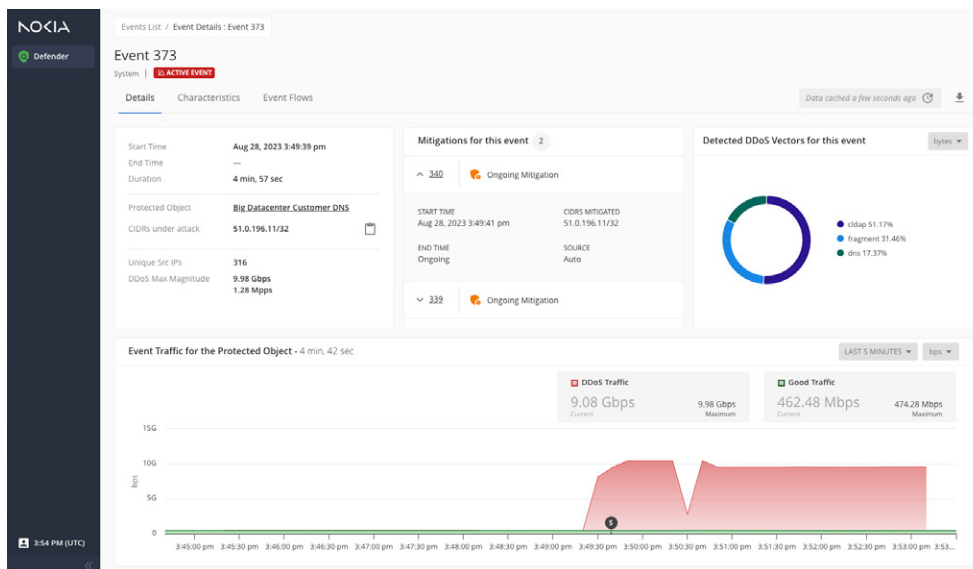 NOKIA
Defender
Events List / Event Details : Event 373
Event 373
System | ACTIVE EVENT
Details Characteristics Event Flows
Data cached a few seconds ago
Start Time Aug 28, 2023 3:49:39 pm
End Time —
Duration 4 min, 57 sec
Protected Object Big Datacenter Customer DNS
CIDRs under attack 51.0.196.11/32
Unique Src IPs 316
DDoS Max Magnitude 9.98 Gbps
1.28 Mpps
Mitigations for this event 2
340 Ongoing Mitigation
START TIME CIDRS MITIGATED
Aug 28, 2023 3:49:41 pm 51.0.196.11/32
END TIME SOURCE
Ongoing Auto
339 Ongoing Mitigation
Detected DDoS Vectors for this event bytes
cldap 51.17%
fragment 31.46%
dns 17.37%
Event Traffic for the Protected Object - 4 min, 42 sec
LAST 5 MINUTES bps
DDoS Traffic
9.08 Gbps 9.98 Gbps
Current Maximum
Good Traffic
462.48 Mbps 474.28 Mbps
Current Maximum
15G
10G
5G
0
bps
S
3:45:00 pm 3:45:30 pm 3:46:00 pm 3:46:30 pm 3:47:00 pm 3:47:30 pm 3:48:00 pm 3:48:30 pm 3:49:00 pm 3:49:30 pm 3:50:00 pm 3:50:30 pm 3:51:00 pm 3:51:30 pm 3:52:00 pm 3:52:30 pm 3:53:00 pm 3:53...
3:54 PM (UTC)